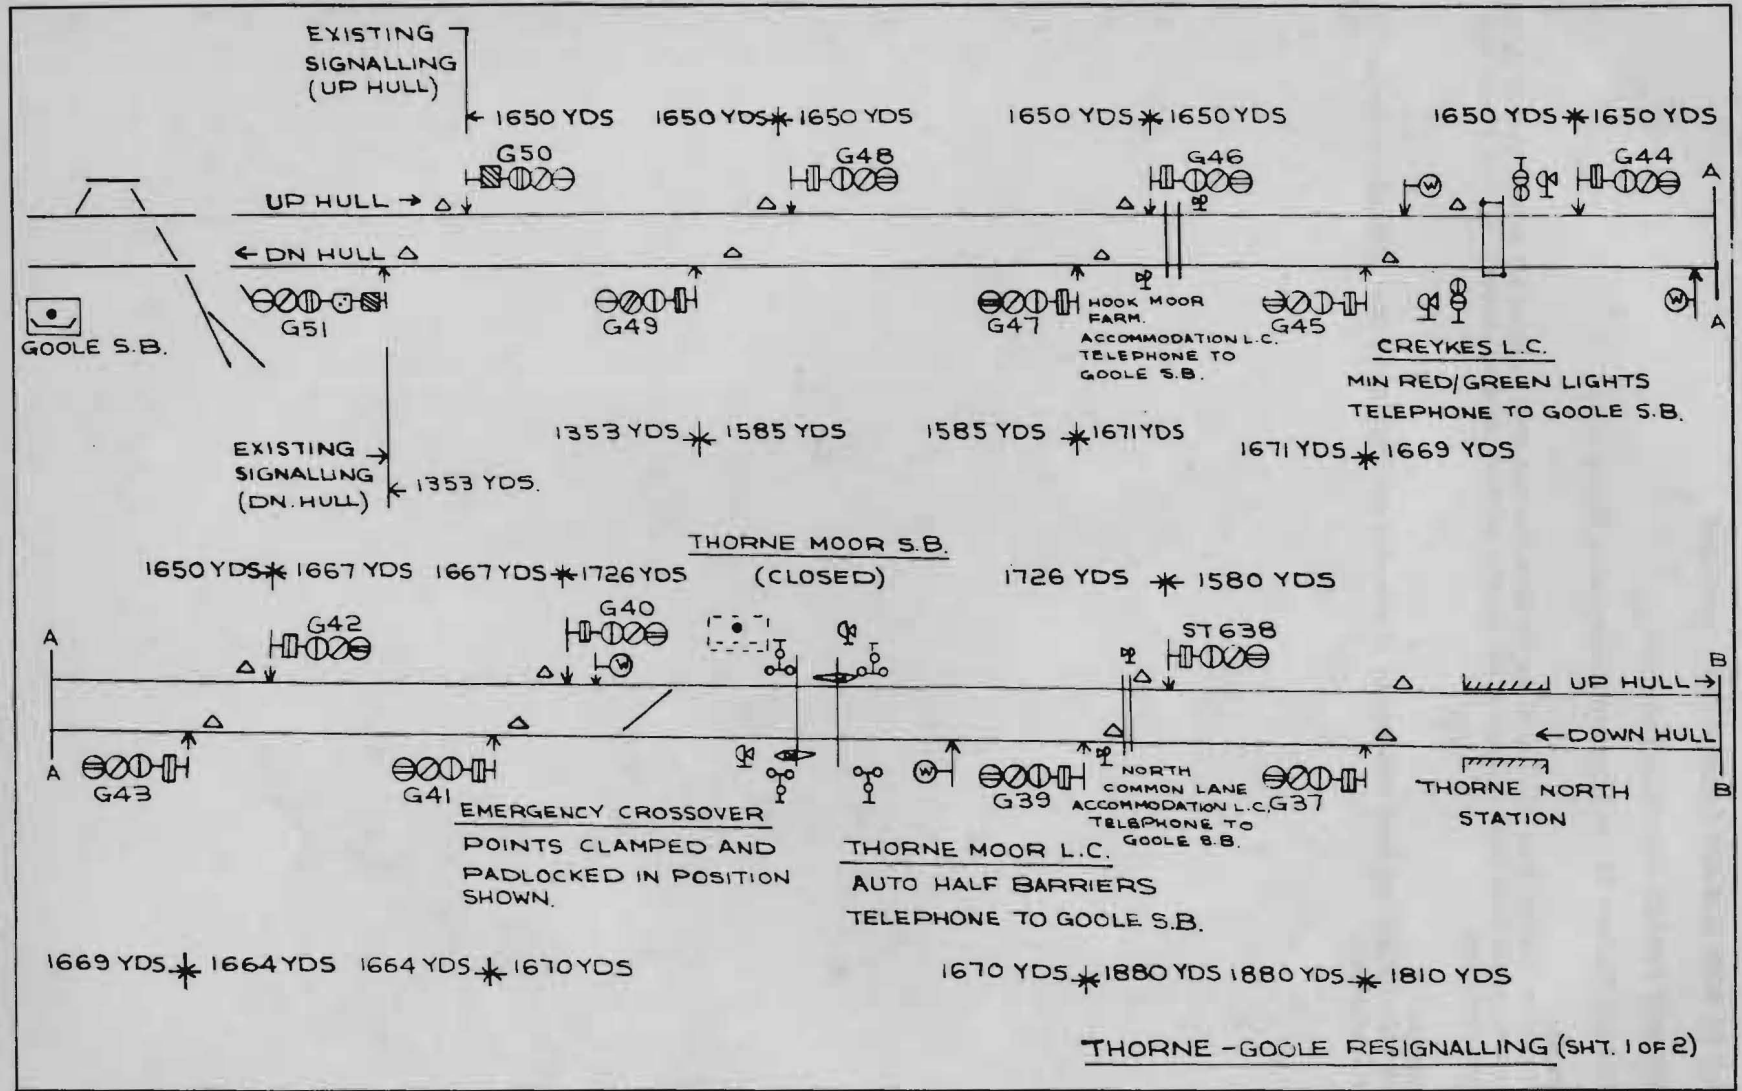 EXISTING
SIGNALLING
(UP HULL)
← 1650 YDS
1650 YDS 1650 YDS
1650 YDS 1650 YDS
1650 YDS 1650 YDS
G50
G48
G46
G44
A
W
UP HULL →
← DN HULL
W
A
GOOLE S.B.
G51
G49
G47
HOOK MOOR
FARM.
ACCOMMODATION L.C.
TELEPHONE TO
GOOLE S.B.
G45
CREYKES L.C.
MIN RED/GREEN LIGHTS
TELEPHONE TO GOOLE S.B.
EXISTING →
SIGNALLING
(DN. HULL)
← 1353 YDS.
1353 YDS 1585 YDS
1585 YDS 1671 YDS
1671 YDS 1669 YDS
1650 YDS 1667 YDS
1667 YDS 1726 YDS
THORNE MOOR S.B.
(CLOSED)
1726 YDS 1580 YDS
A
G42
G40
W
ST 638
B
UP HULL →
← DOWN HULL
A
G43
G41
W
G39
NORTH
COMMON LANE
ACCOMMODATION L.C.
TELEPHONE TO
GOOLE S.B.
G37
THORNE NORTH
STATION
B
EMERGENCY CROSSOVER
POINTS CLAMPED AND
PADLOCKED IN POSITION
SHOWN.
THORNE MOOR L.C.
AUTO HALF BARRIERS
TELEPHONE TO GOOLE S.B.
1669 YDS 1664 YDS
1664 YDS 1670 YDS
1670 YDS 1880 YDS
1880 YDS 1810 YDS
THORNE - GOOLE RESIGNALLING (SHT. 1 OF 2)